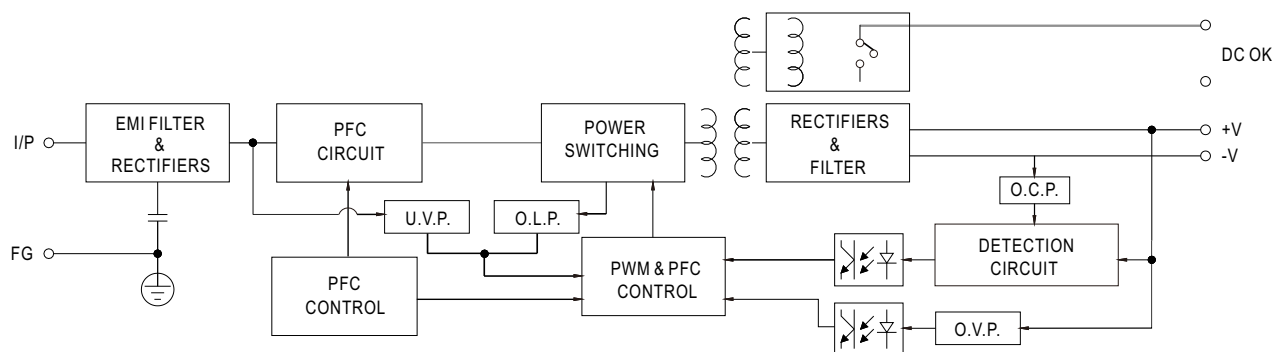 DC OK
I/P
EMI FILTER
&
RECTIFIERS
PFC
CIRCUIT
POWER
SWITCHING
RECTIFIERS
&
FILTER
+V
-V
U.V.P.
O.L.P.
O.C.P.
FG
PFC
CONTROL
PWM & PFC
CONTROL
DETECTION
CIRCUIT
O.V.P.